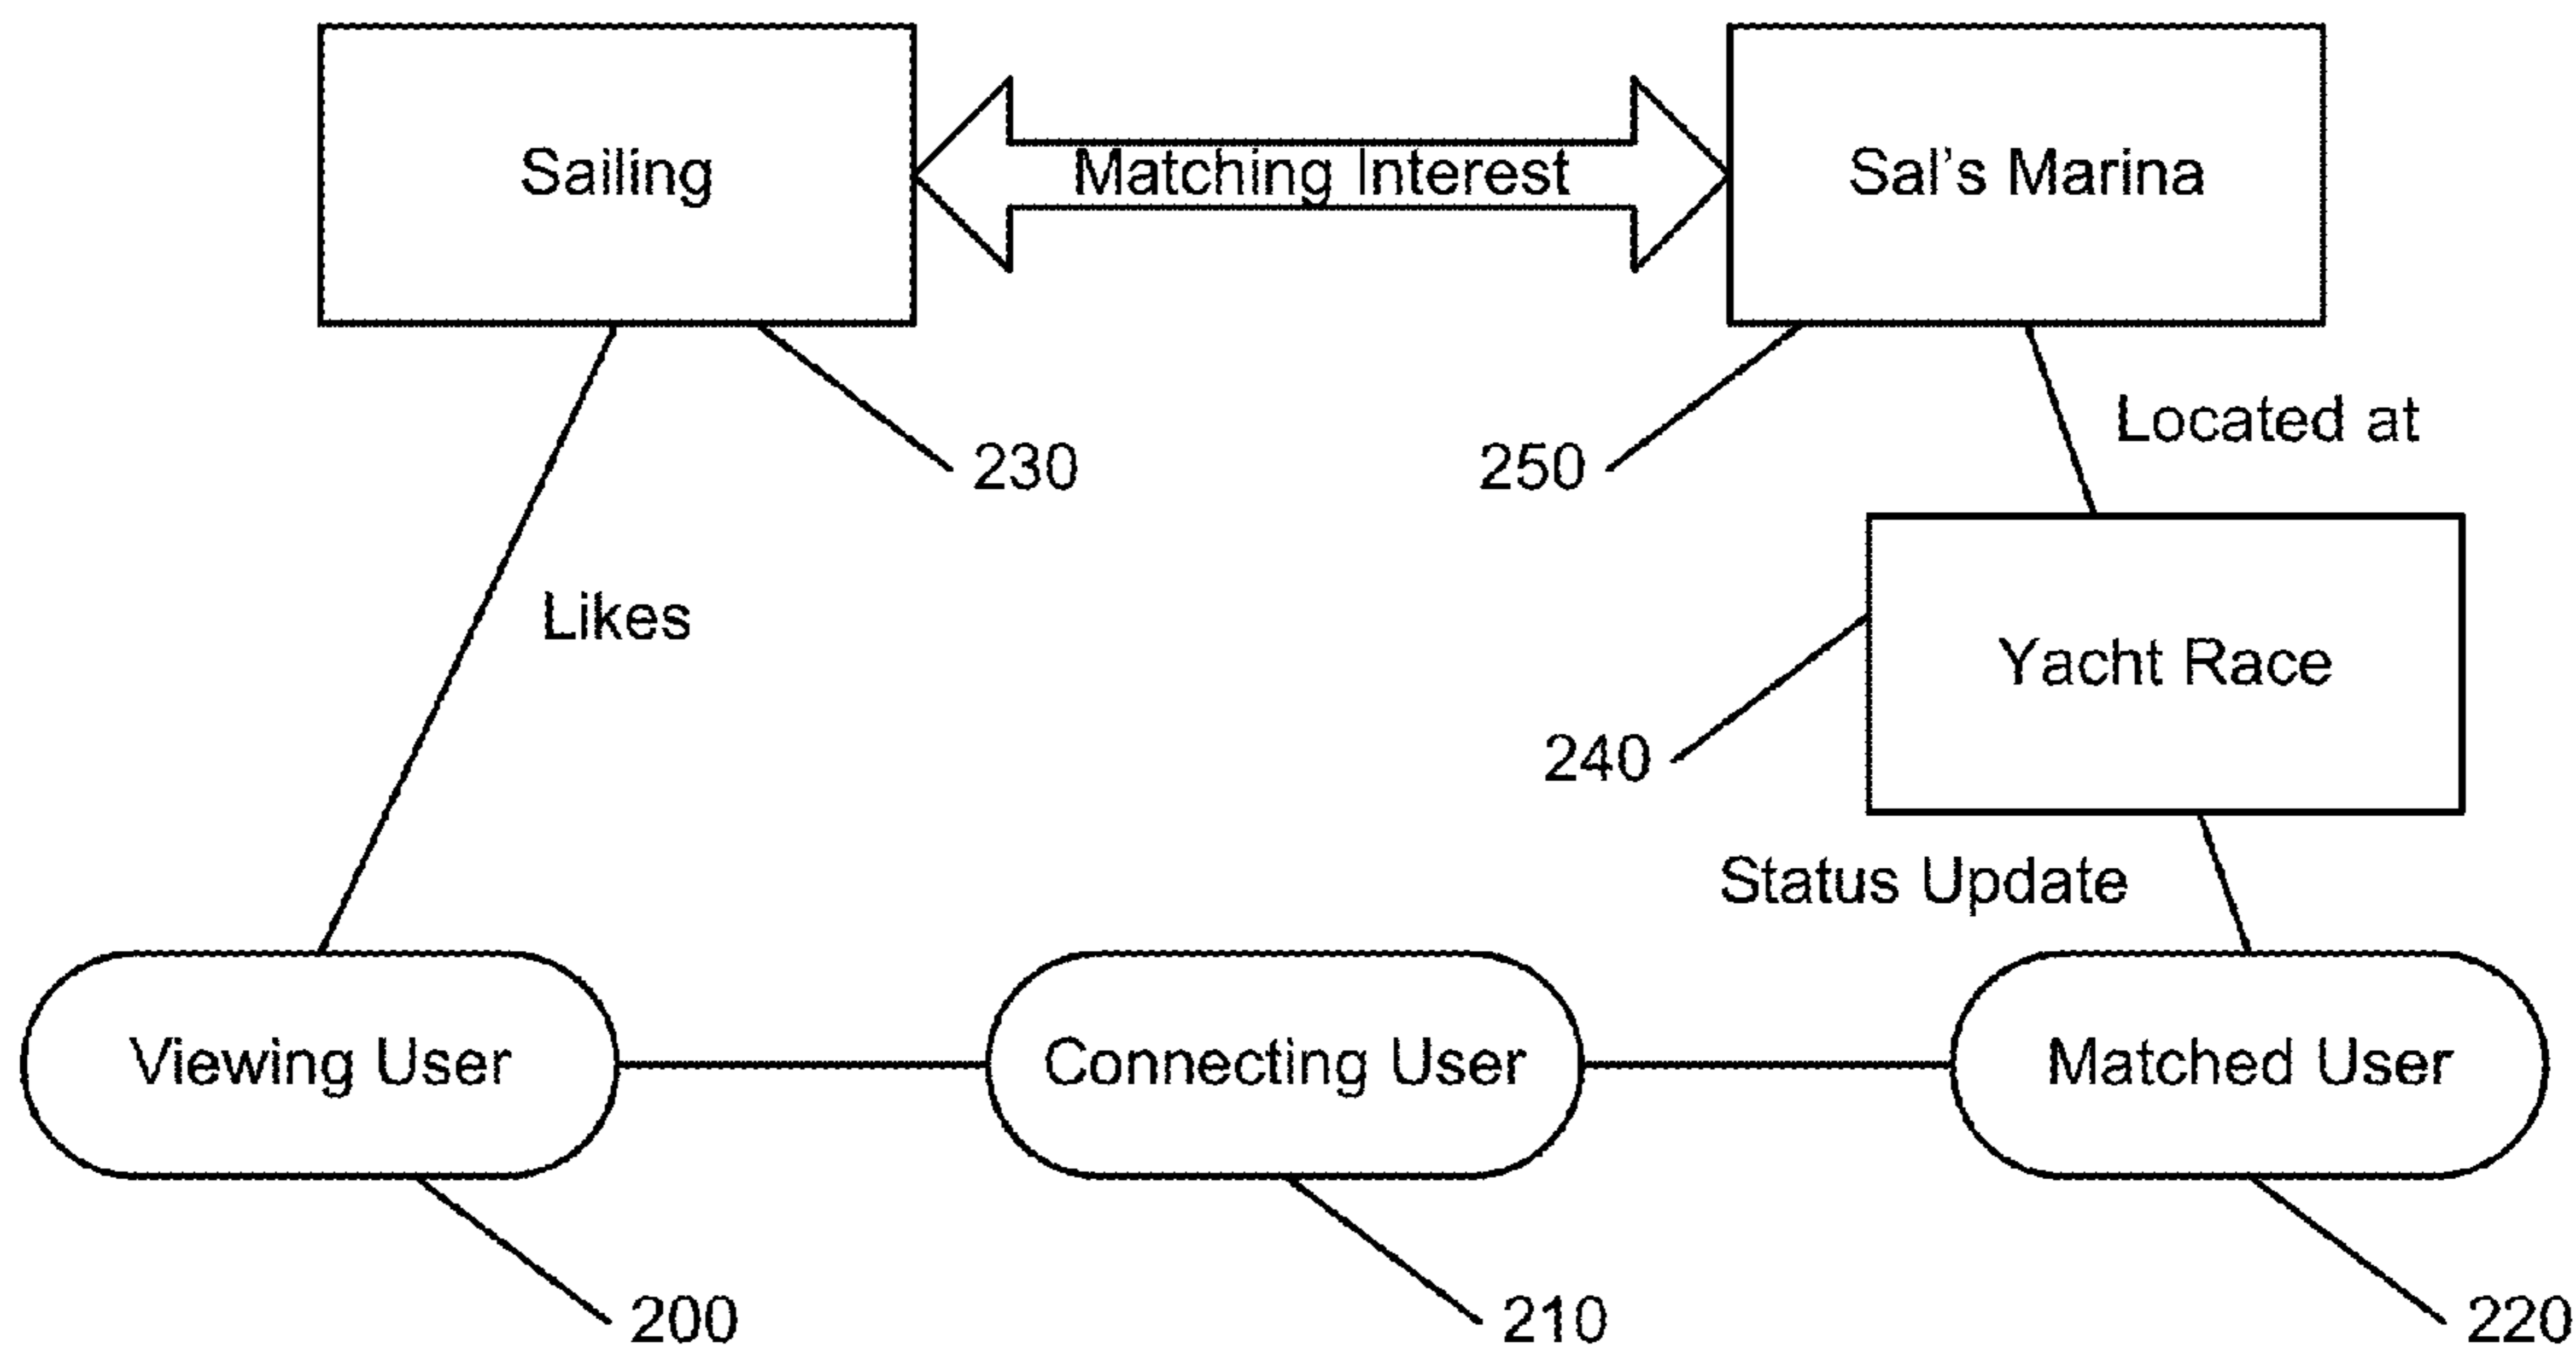 Sailing
Matching Interest
Sal's Marina
230
250
Located at
Likes
Yacht Race
240
Status Update
Viewing User
Connecting User
Matched User
200
210
220